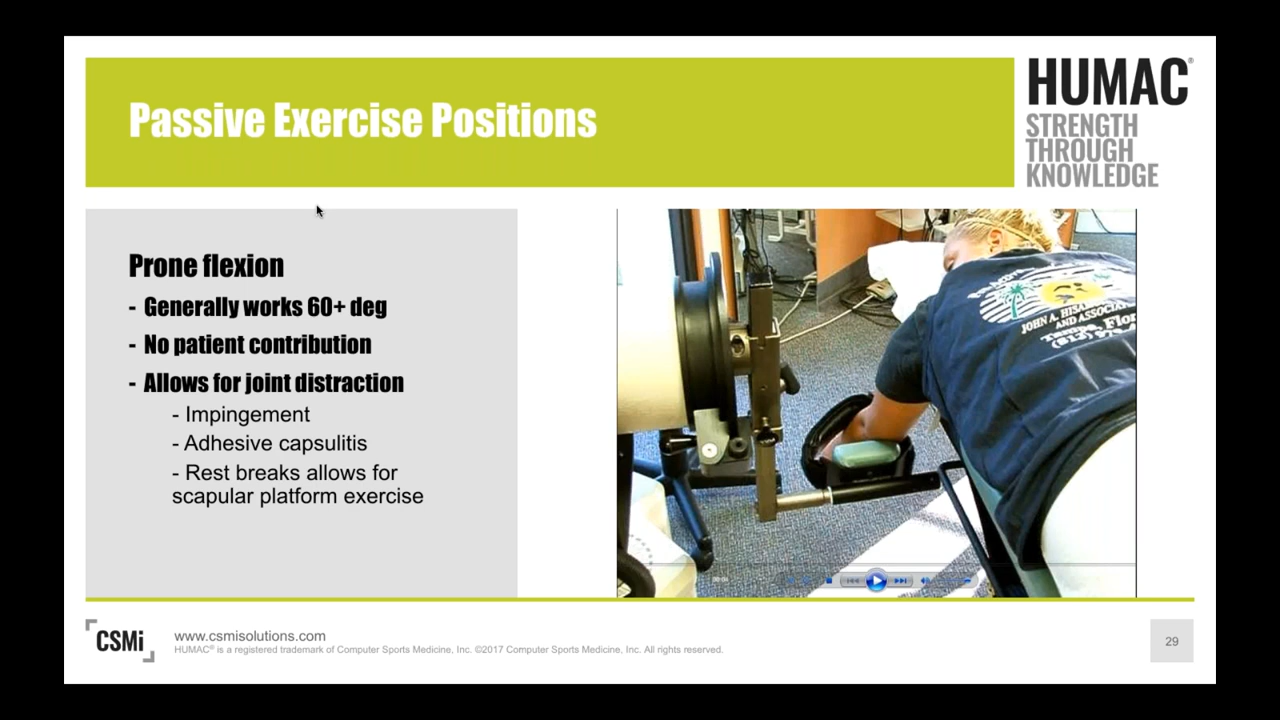 Passive Exercise Positions
HUMAC®
STRENGTH
THROUGH
KNOWLEDGE
Prone flexion
- Generally works 60+ deg
- No patient contribution
- Allows for joint distraction
- Impingement
- Adhesive capsulitis
- Rest breaks allows for
scapular platform exercise
JOHN A. HISA
AND ASSOCIA
CSMi
www.csmisolutions.com
HUMAC® is a registered trademark of Computer Sports Medicine, Inc. ©2017 Computer Sports Medicine, Inc. All rights reserved.
29